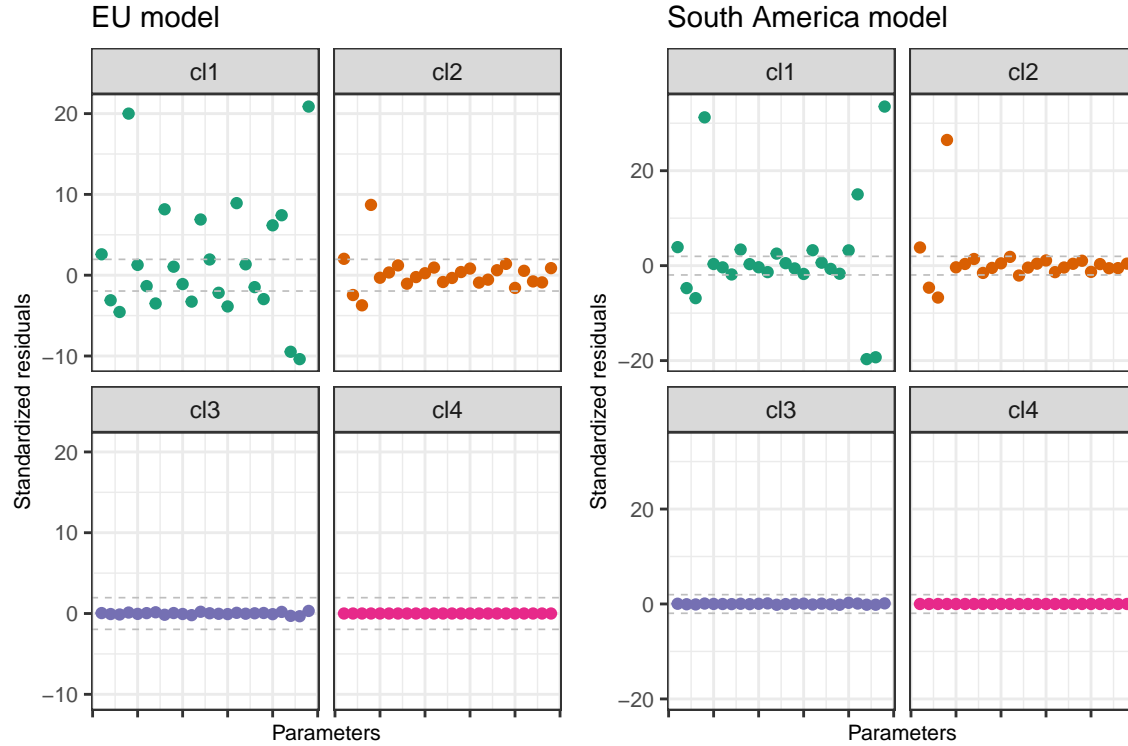 EU model
cl1
cl2
20
10
0
−10
cl3
cl4
20
10
0
−10
Standardized residuals
Parameters
South America model
cl1
cl2
20
0
−20
cl3
cl4
20
0
−20
Standardized residuals
Parameters